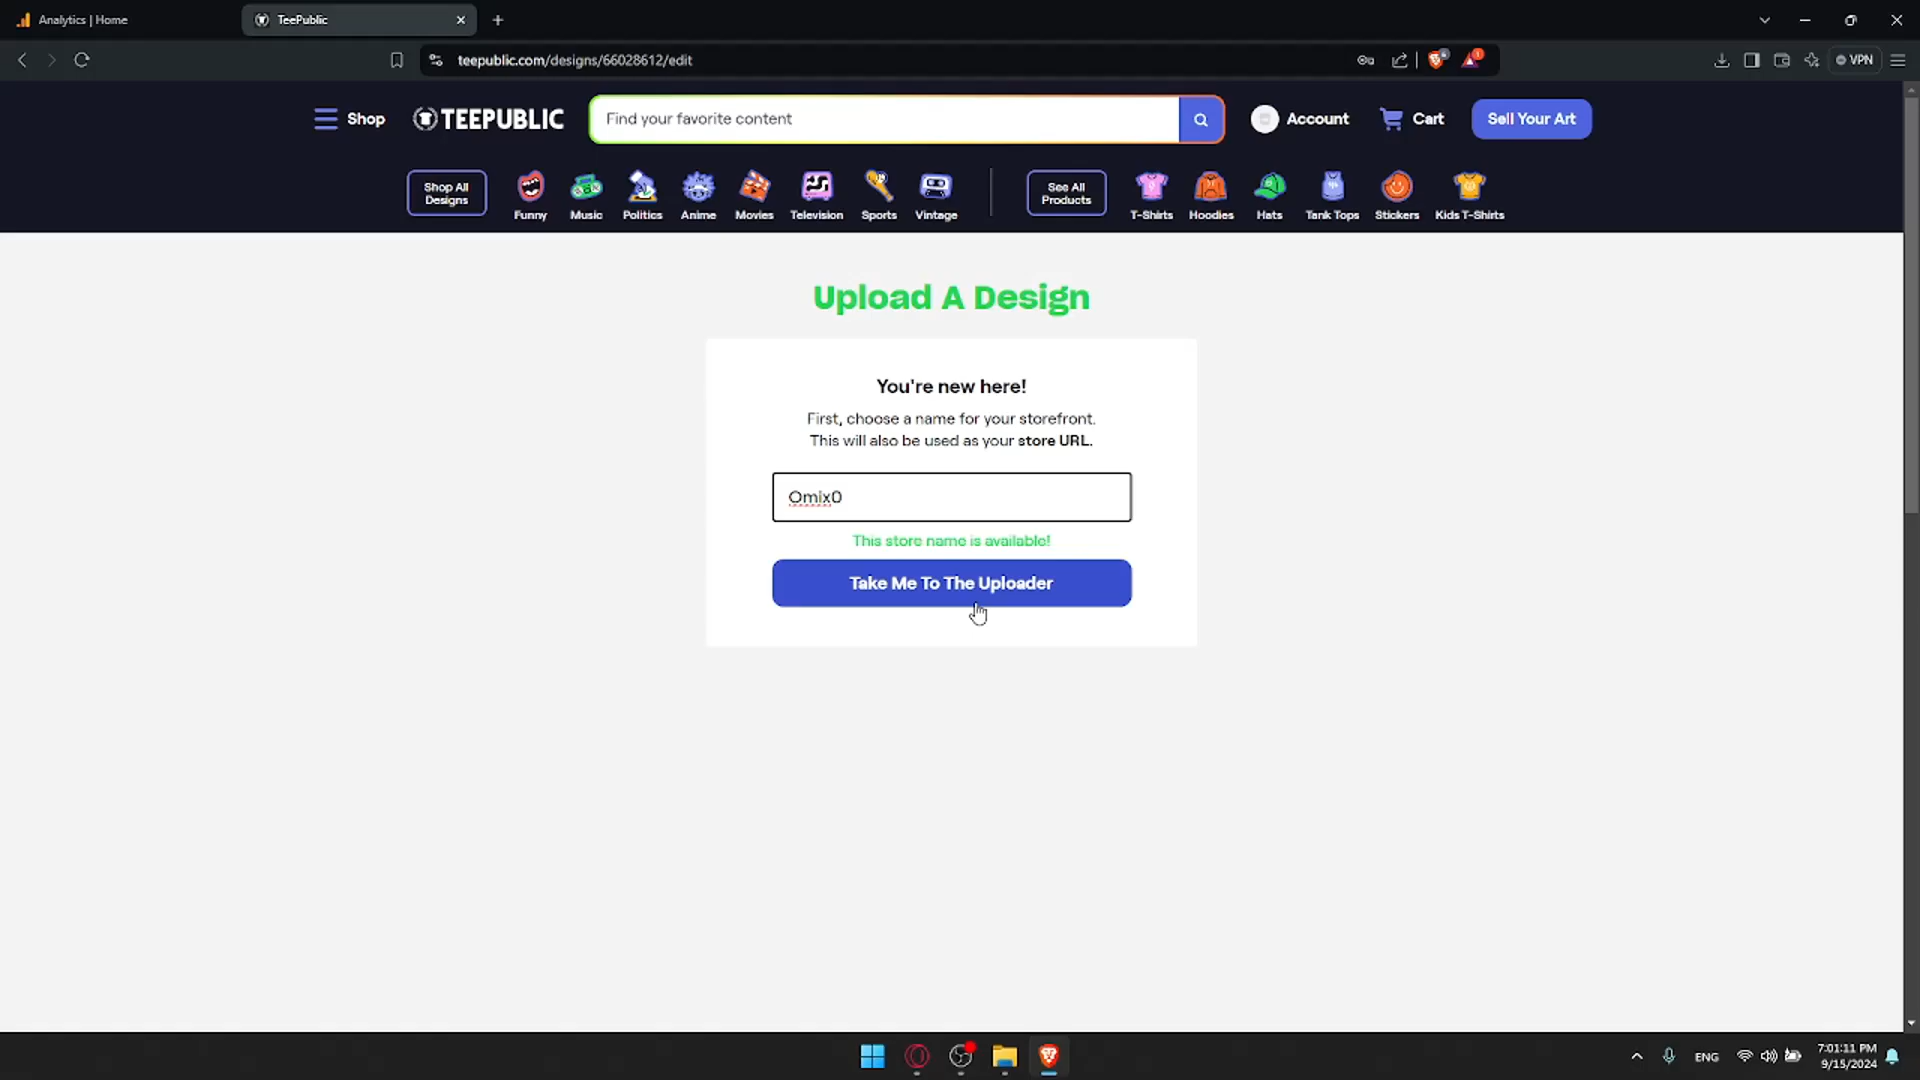 Analytics | Home
TeePublic
teepublic.com/designs/66028612/edit
VPN
Shop
TEEPUBLIC
Find your favorite content
Account
Cart
Sell Your Art
Shop All
Designs
Funny
Music
Politics
Anime
Movies
Television
Sports
Vintage
See All
Products
T-Shirts
Hoodies
Hats
Tank Tops
Stickers
Kids T-Shirts
Upload A Design
You're new here!
First, choose a name for your storefront.
This will also be used as your store URL.
Omix0
This store name is available!
Take Me To The Uploader
ENG
7:01:11 PM
9/15/2024